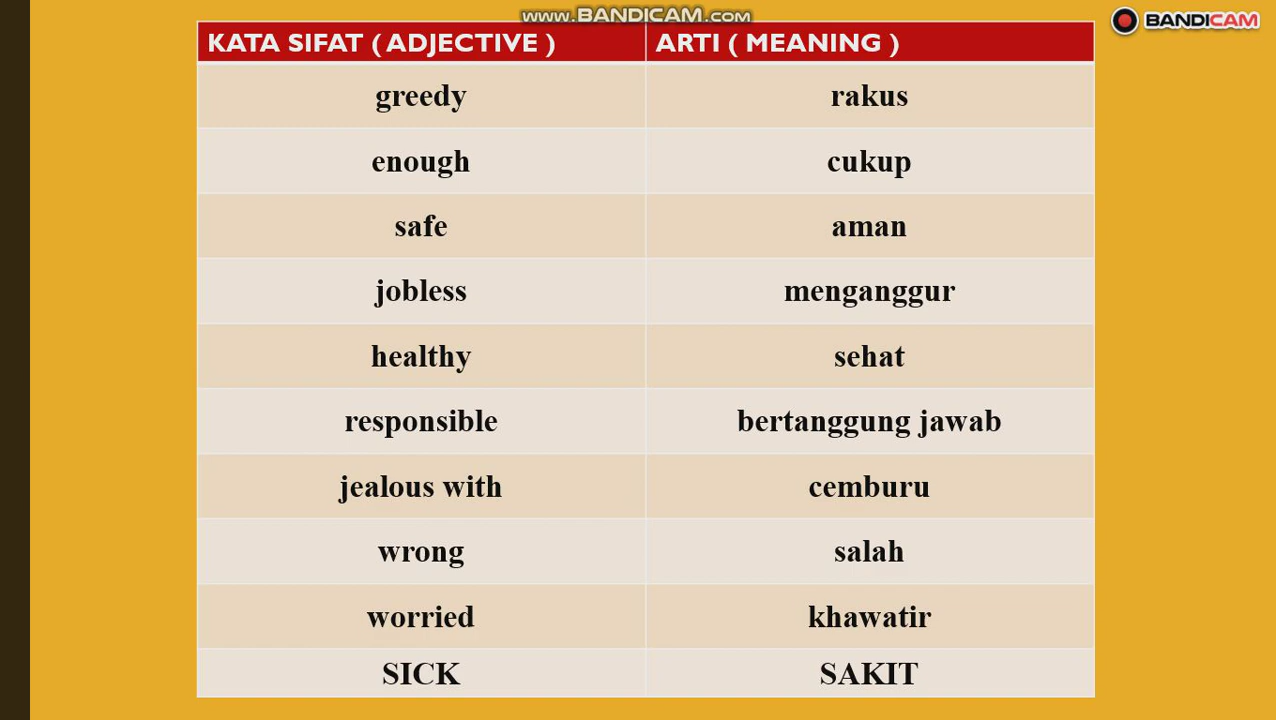 www.BANDICAM.com
BANDICAM
KATA SIFAT ( ADJECTIVE ) ARTI ( MEANING )
greedy rakus
enough cukup
safe aman
jobless menganggur
healthy sehat
responsible bertanggung jawab
jealous with cemburu
wrong salah
worried khawatir
SICK SAKIT